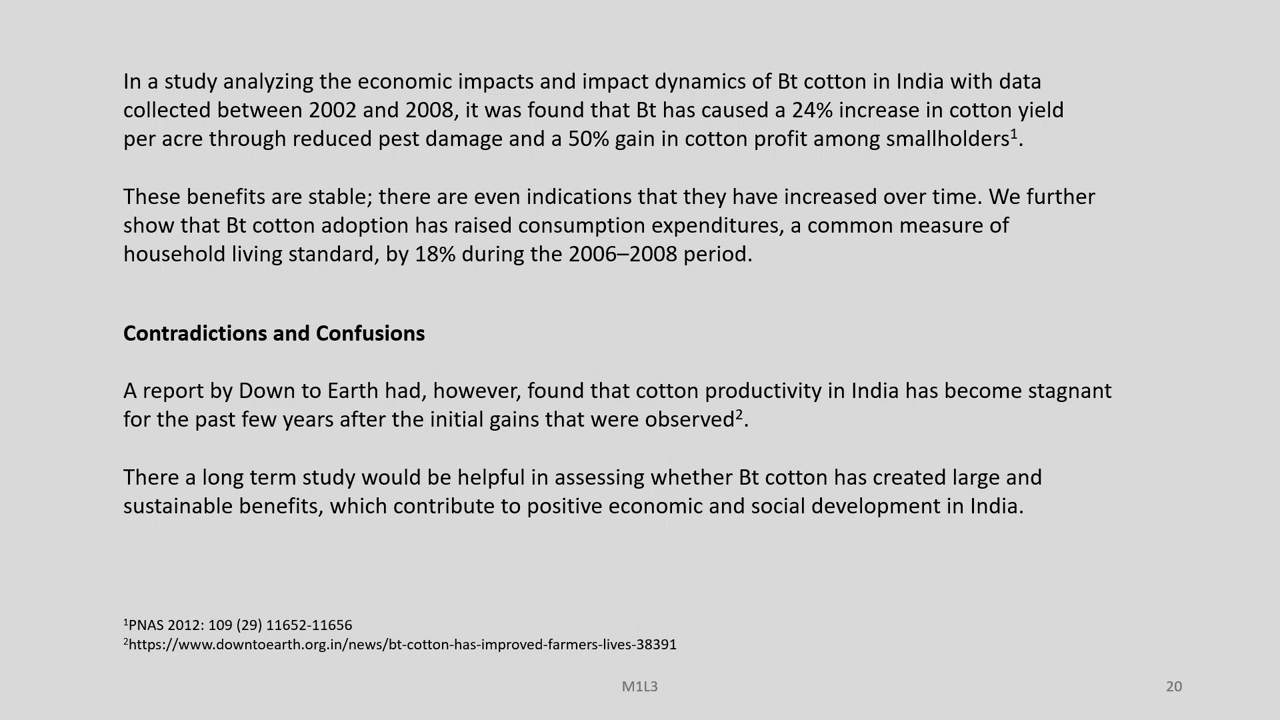 In a study analyzing the economic impacts and impact dynamics of Bt cotton in India with data
collected between 2002 and 2008, it was found that Bt has caused a 24% increase in cotton yield
per acre through reduced pest damage and a 50% gain in cotton profit among smallholders¹.
These benefits are stable; there are even indications that they have increased over time. We further
show that Bt cotton adoption has raised consumption expenditures, a common measure of
household living standard, by 18% during the 2006–2008 period.
Contradictions and Confusions
A report by Down to Earth had, however, found that cotton productivity in India has become stagnant
for the past few years after the initial gains that were observed².
There a long term study would be helpful in assessing whether Bt cotton has created large and
sustainable benefits, which contribute to positive economic and social development in India.
¹PNAS 2012: 109 (29) 11652-11656
²https://www.downtoearth.org.in/news/bt-cotton-has-improved-farmers-lives-38391
M1L3
20